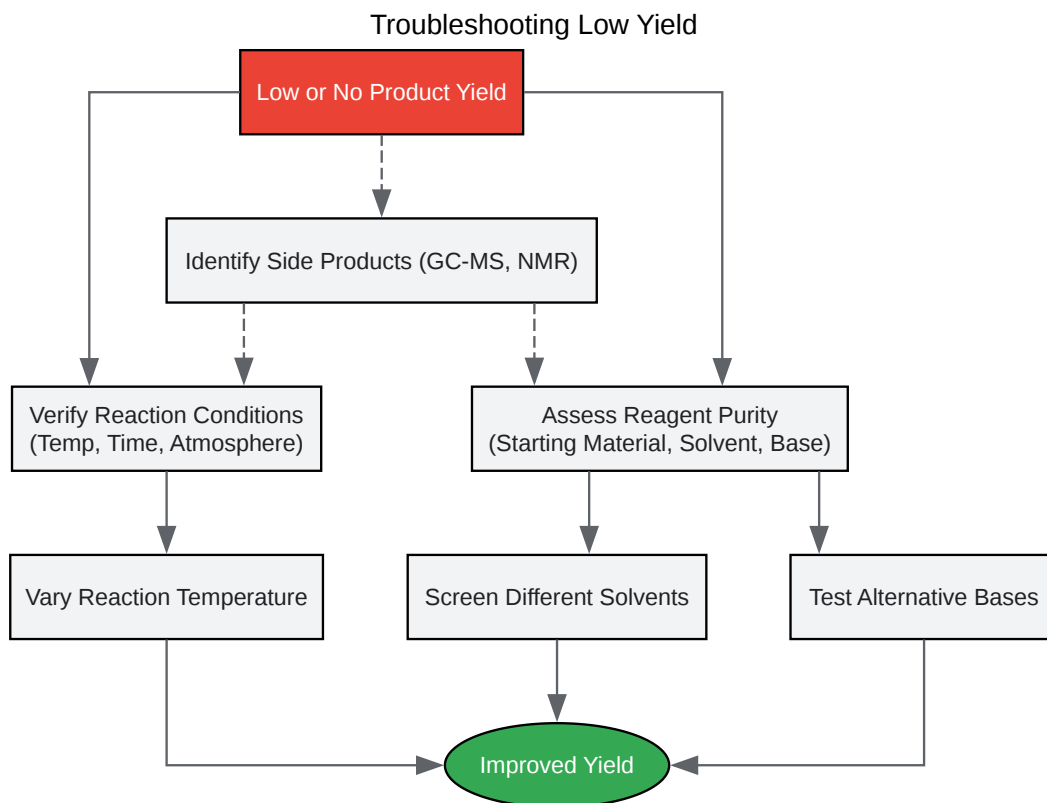 Troubleshooting Low Yield
Low or No Product Yield
Identify Side Products (GC-MS, NMR)
Verify Reaction Conditions
(Temp, Time, Atmosphere)
Assess Reagent Purity
(Starting Material, Solvent, Base)
Vary Reaction Temperature
Screen Different Solvents
Test Alternative Bases
Improved Yield